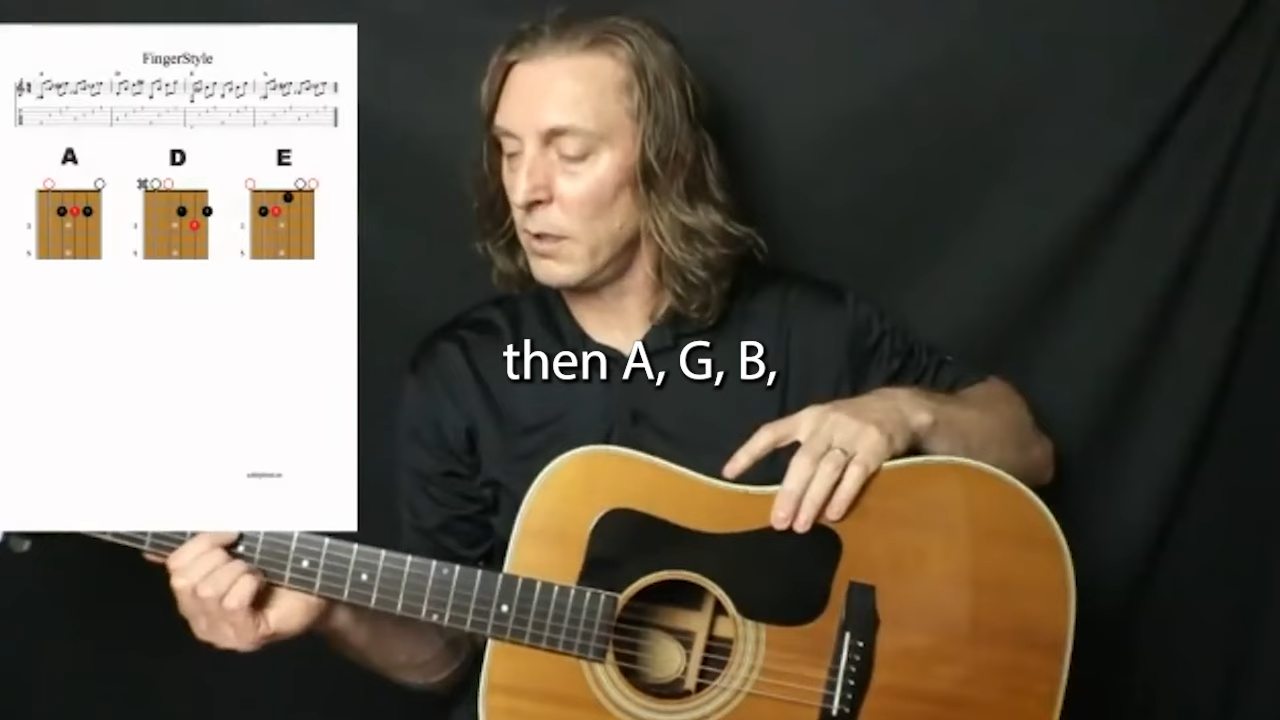 FingerStyle
A D E
then A, G, B,